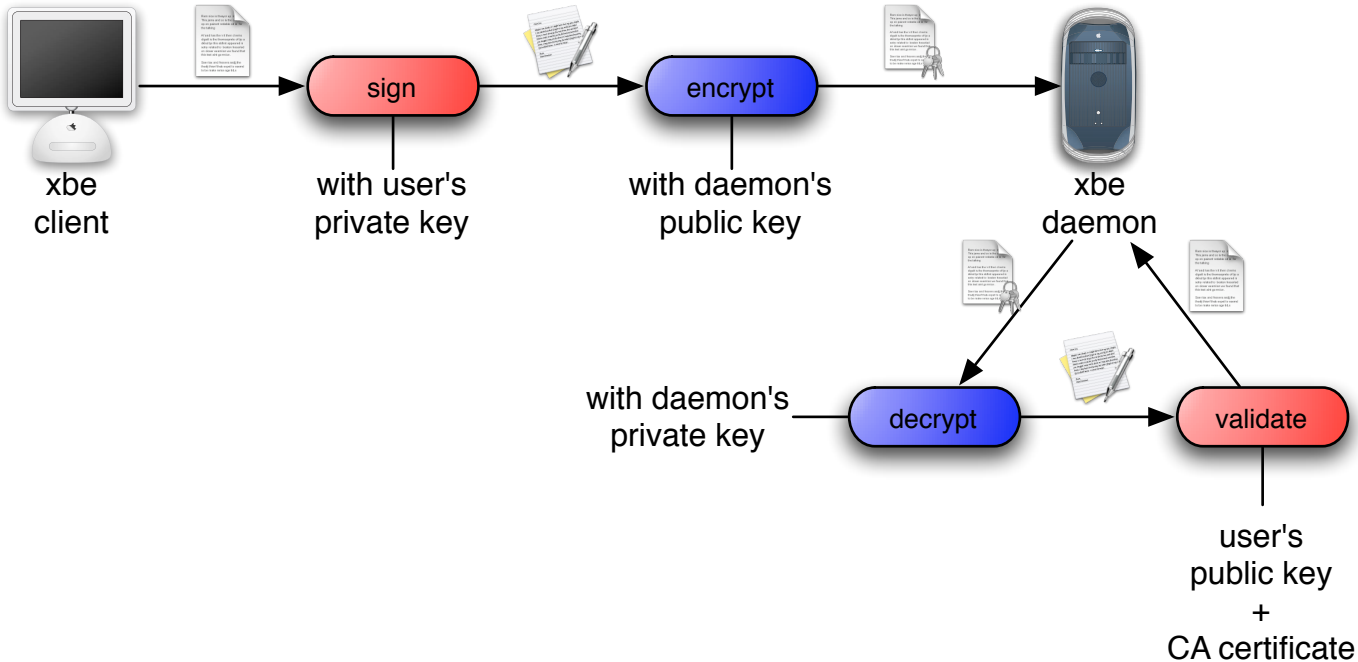 sign
encrypt
xbe
client
with user's
private key
with daemon's
public key
xbe
daemon
with daemon's
private key
decrypt
validate
user's
public key
+
CA certificate